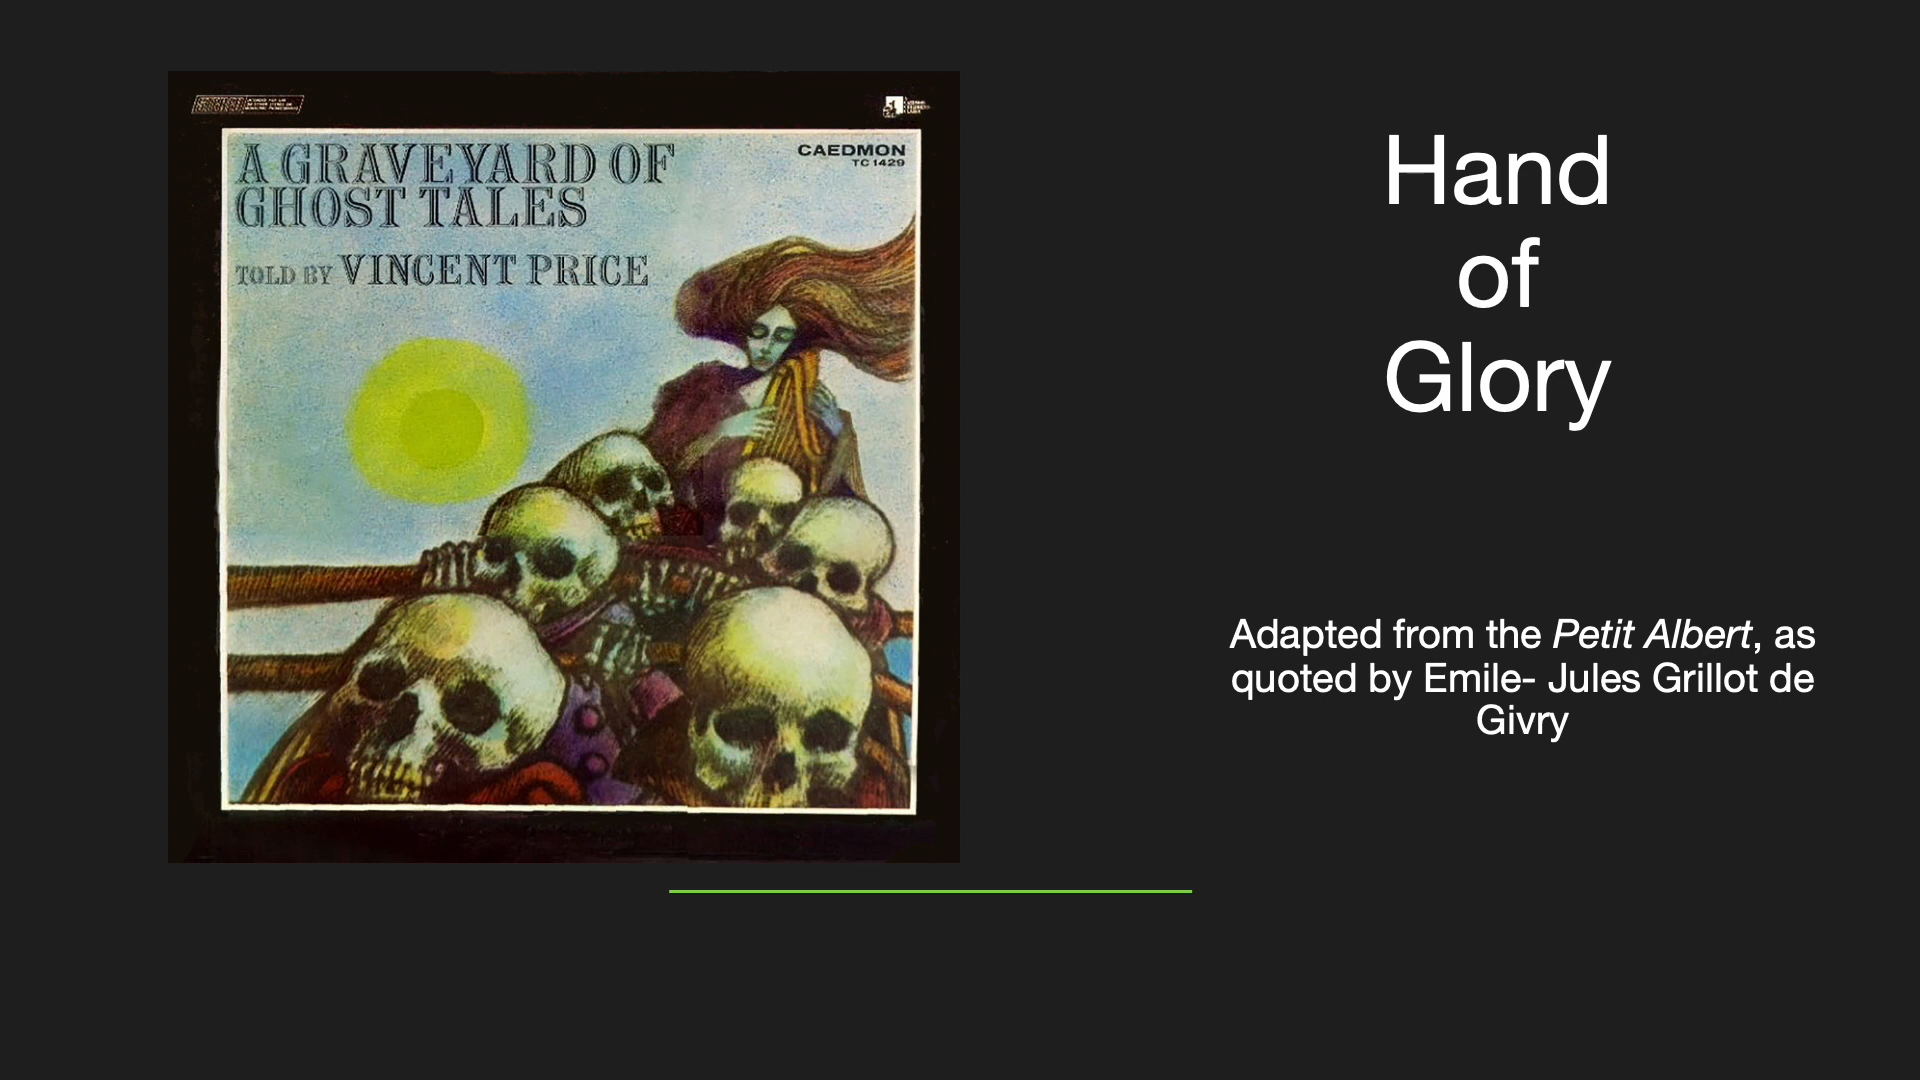 A GRAVEYARD OF
GHOST TALES
TOLD BY VINCENT PRICE
CAEDMON
TC 1429
Hand
of
Glory
Adapted from the Petit Albert, as
quoted by Emile- Jules Grillot de
Givry